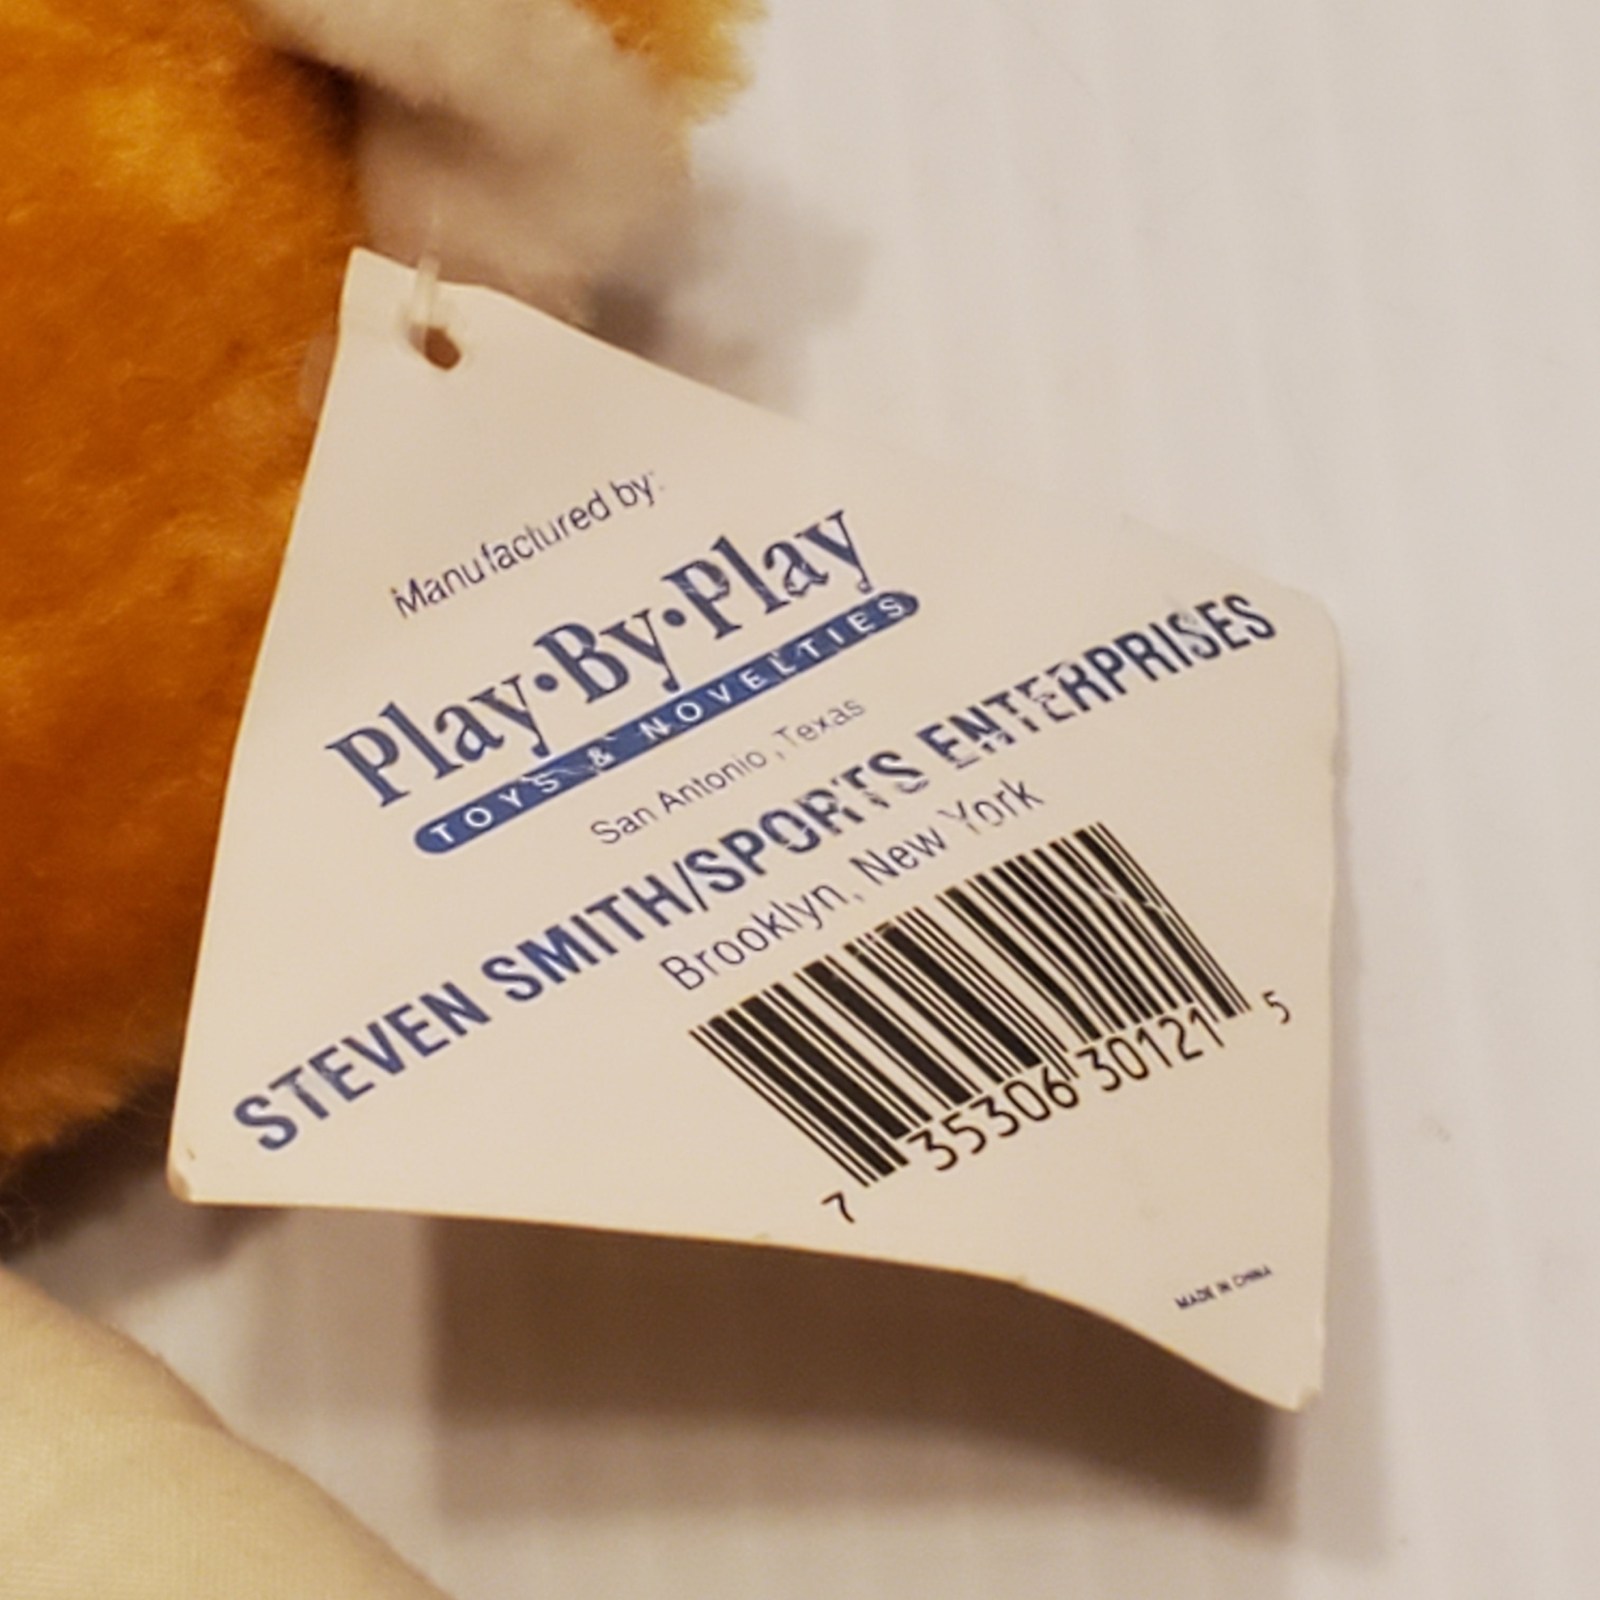 Manufactured by:
Play·By·Play
TOYS & NOVELTIES
San Antonio, Texas
STEVEN SMITH/SPORTS ENTERPRISES
Brooklyn, New York
7 35306 30121 5
MADE IN CHINA